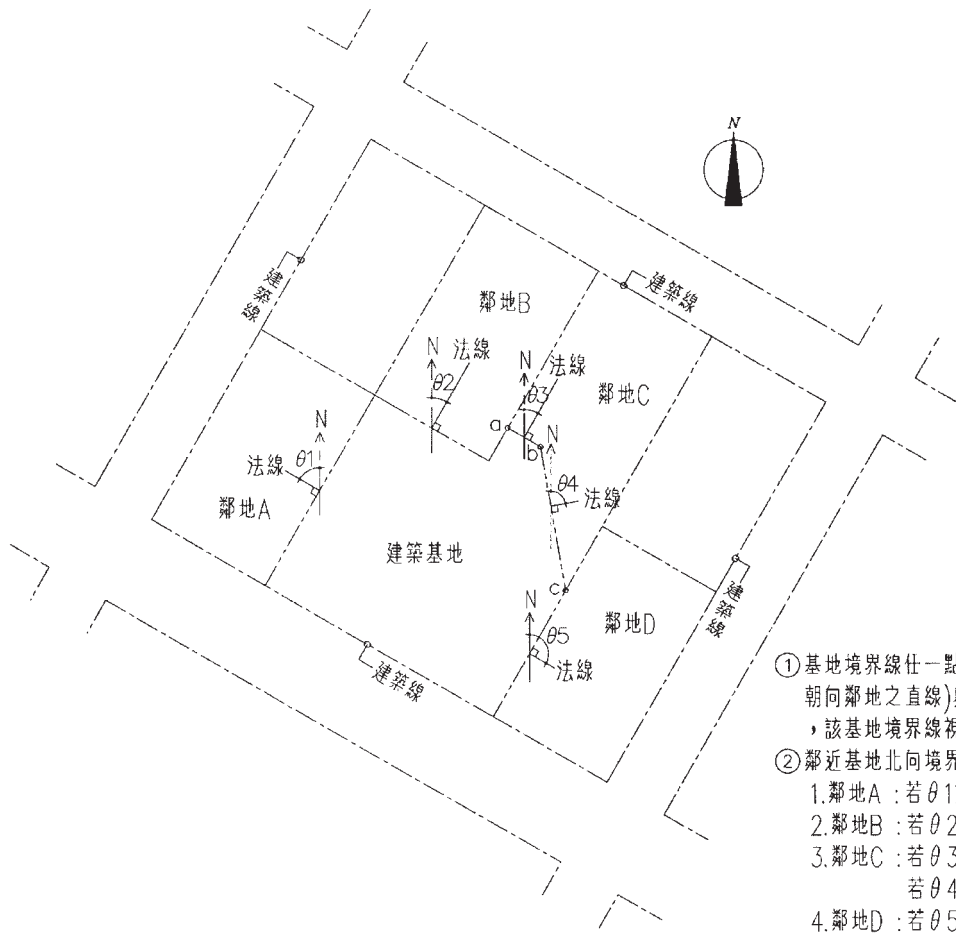 N
建築線
建築線
鄰地B
N
法線
θ2
N
法線
θ3
鄰地C
a
b
N
N
θ1
法線
θ4
法線
鄰地A
建築基地
c
建築線
N
θ5
鄰地D
法線
建築線
①基地境界線任一點
朝向鄰地之直線)
，該基地境界線視
②鄰近基地北向境界
1.鄰地A：若θ1
2.鄰地B：若θ2
3.鄰地C：若θ3
若θ4
4.鄰地D：若θ5